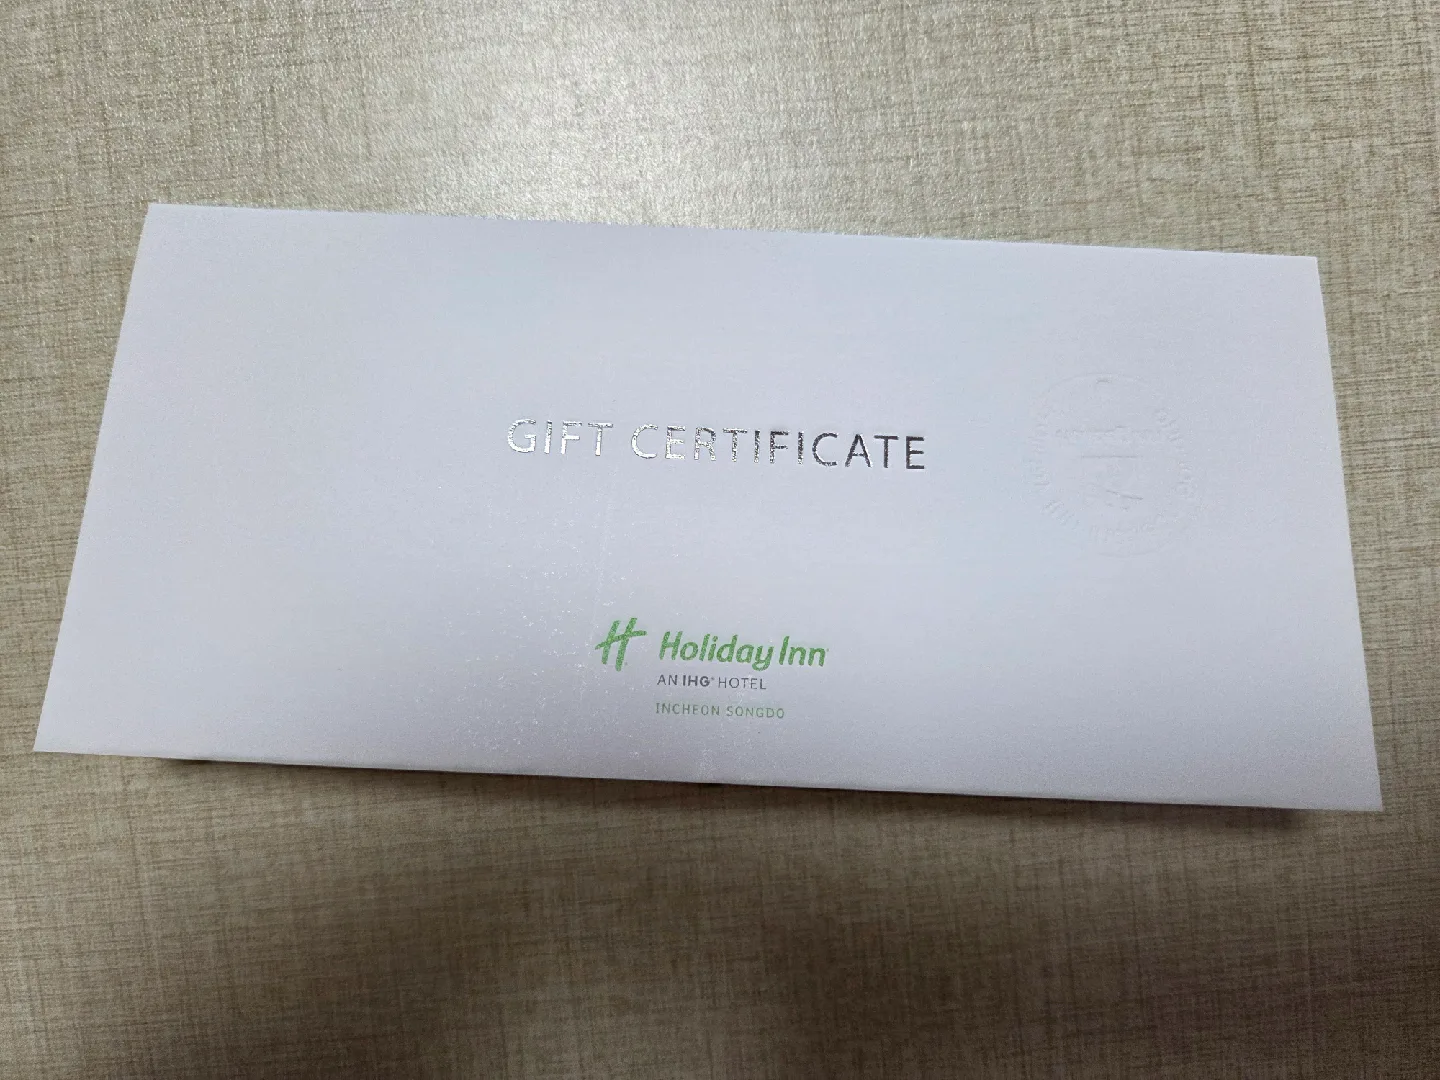 GIFT CERTIFICATE
Holiday Inn
AN IHG® HOTEL
INCHEON SONGDO